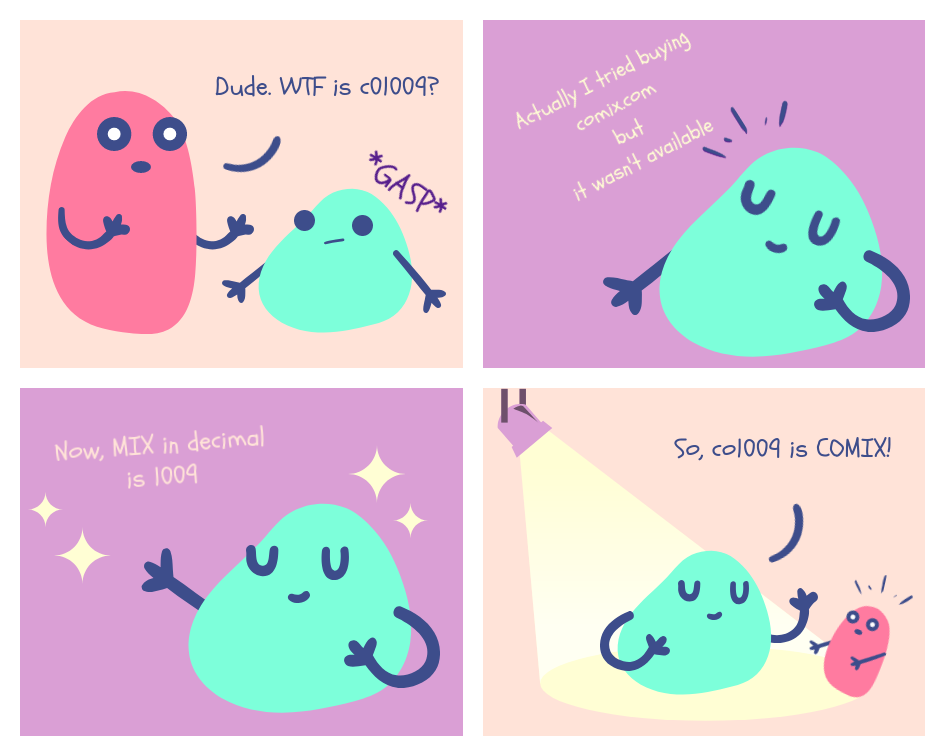 Dude. WTF is co1009?
*GASP*
Actually I tried buying
comix.com
but
it wasn't available
Now, MIX in decimal
is 1009
So, co1009 is COMIX!